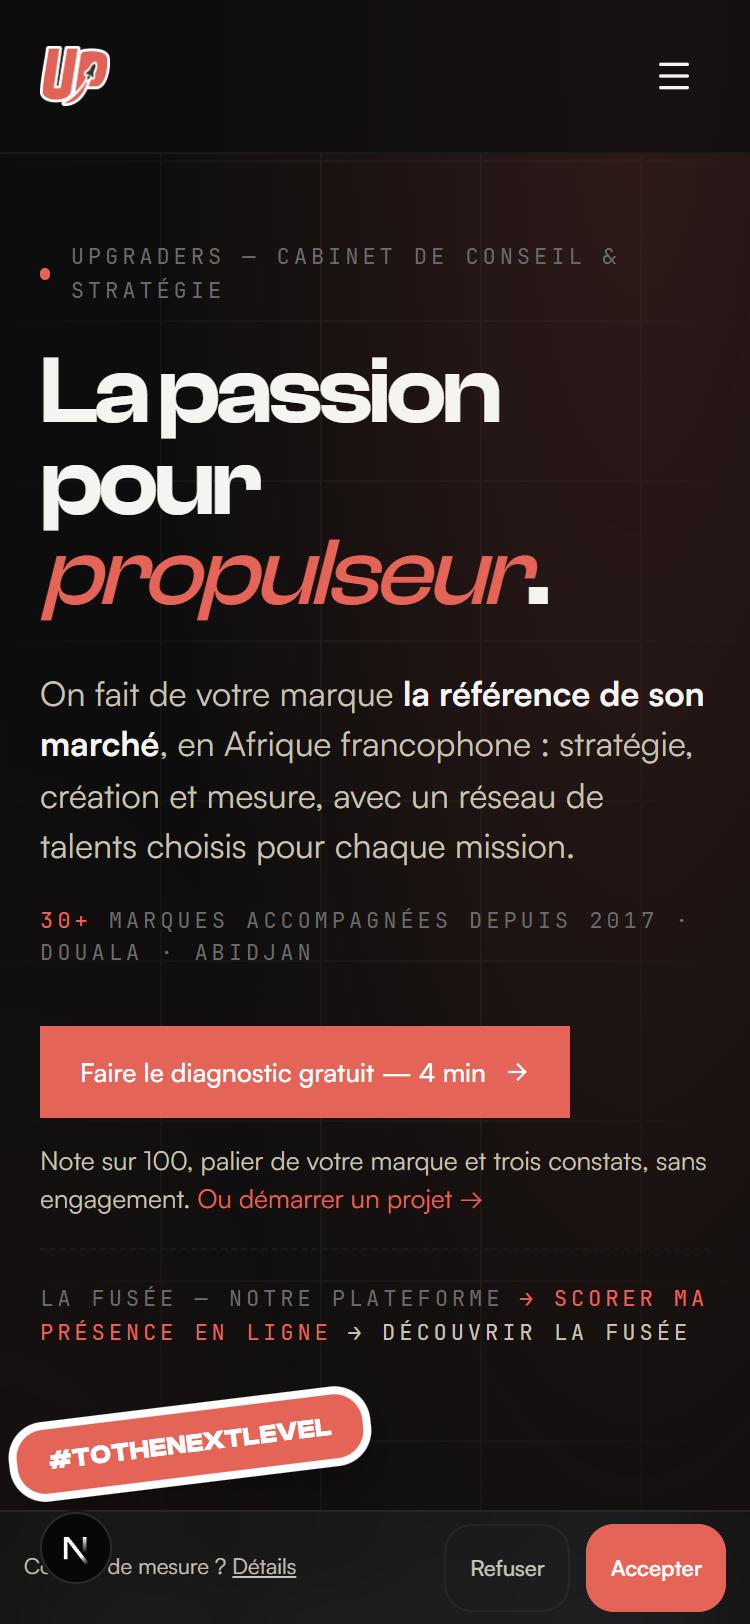 UP
UPGRADERS — CABINET DE CONSEIL &
STRATÉGIE
La passion
pour
propulseur.
On fait de votre marque la référence de son
marché, en Afrique francophone : stratégie,
création et mesure, avec un réseau de
talents choisis pour chaque mission.
30+ MARQUES ACCOMPAGNÉES DEPUIS 2017 ·
DOUALA · ABIDJAN
Faire le diagnostic gratuit — 4 min →
Note sur 100, palier de votre marque et trois constats, sans
engagement. Ou démarrer un projet →
LA FUSÉE — NOTRE PLATEFORME → SCORER MA
PRÉSENCE EN LIGNE → DÉCOUVRIR LA FUSÉE
#TOTHENEXTLEVEL
N
de mesure ? Détails
Refuser
Accepter